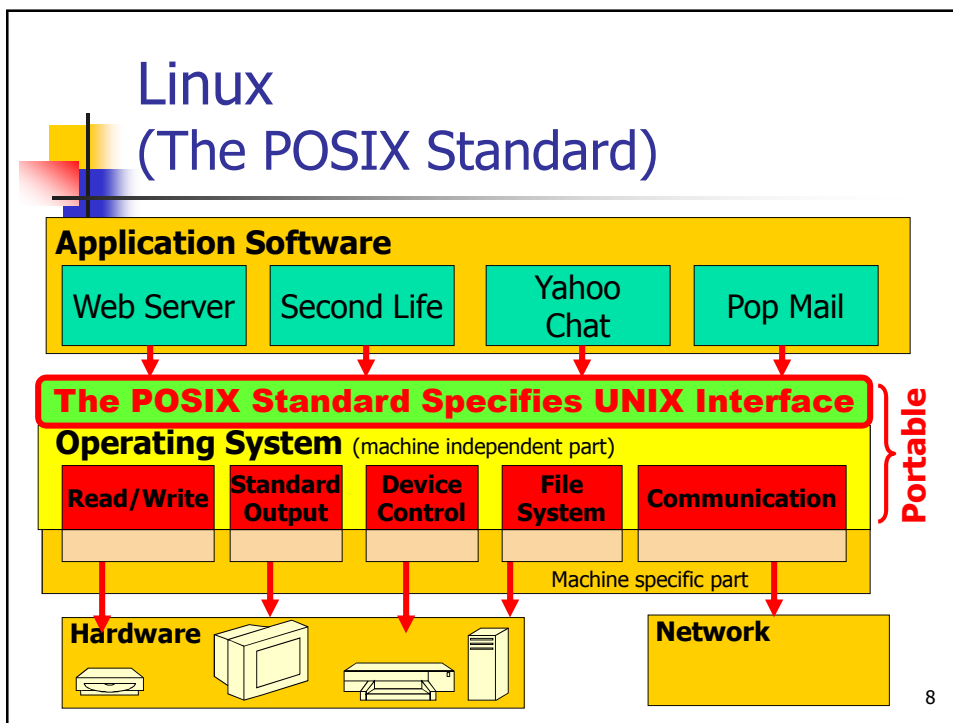 Linux
(The POSIX Standard)
Application Software
Web Server
Second Life
Yahoo
Chat
Pop Mail
The POSIX Standard Specifies UNIX Interface
Operating System (machine independent part)
Read/Write
Standard
Output
Device
Control
File
System
Communication
Portable
Machine specific part
Hardware
Network
8